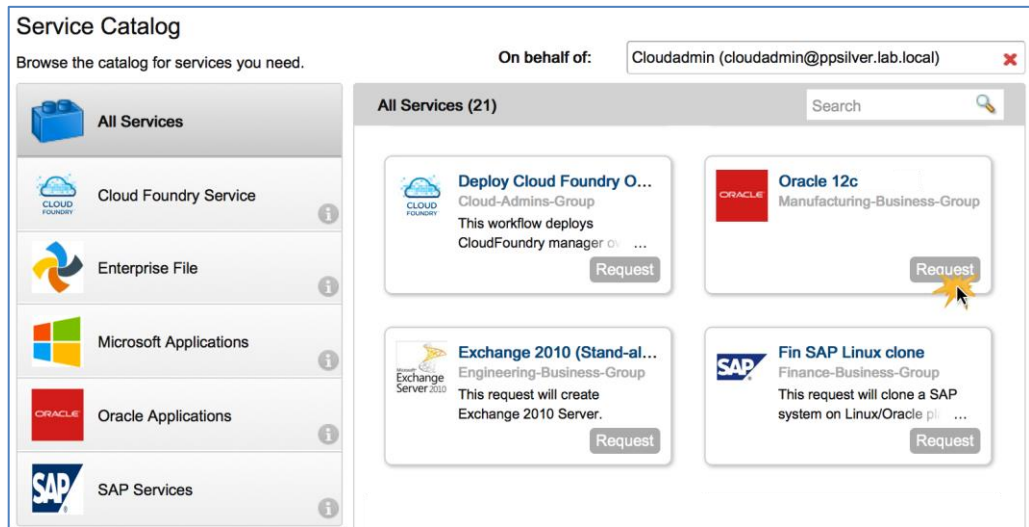 Service Catalog
Browse the catalog for services you need.
On behalf of:
Cloudadmin (cloudadmin@ppsilver.lab.local)
All Services
CLOUD
FOUNDRY
Cloud Foundry Service
Enterprise File
Microsoft Applications
ORACLE
Oracle Applications
SAP
SAP Services
All Services (21)
Search
CLOUD
FOUNDRY
Deploy Cloud Foundry O...
Cloud-Admins-Group
This workflow deploys
CloudFoundry manager ...
Request
ORACLE
Oracle 12c
Manufacturing-Business-Group
Request
Microsoft
Exchange
Server 2010
Exchange 2010 (Stand-al...
Engineering-Business-Group
This request will create
Exchange 2010 Server.
Request
SAP
Fin SAP Linux clone
Finance-Business-Group
This request will clone a SAP
system on Linux/Oracle ...
Request